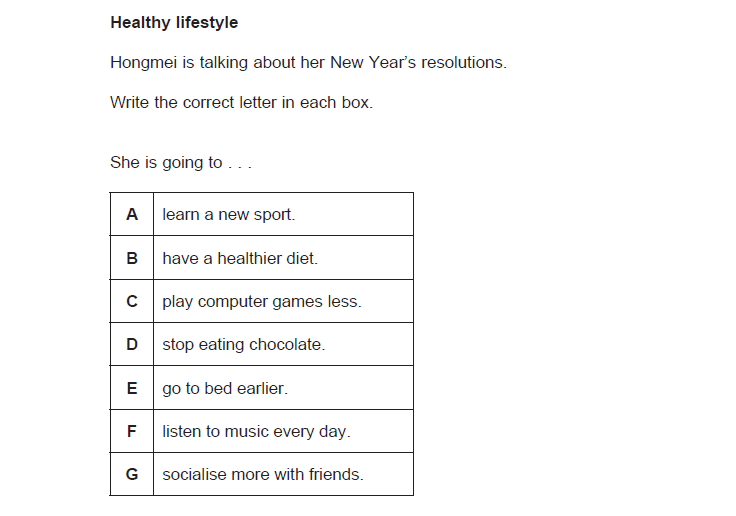 Healthy lifestyle
Hongmei is talking about her New Year's resolutions.
Write the correct letter in each box.
She is going to . . .
A learn a new sport.
B have a healthier diet.
C play computer games less.
D stop eating chocolate.
E go to bed earlier.
F listen to music every day.
G socialise more with friends.